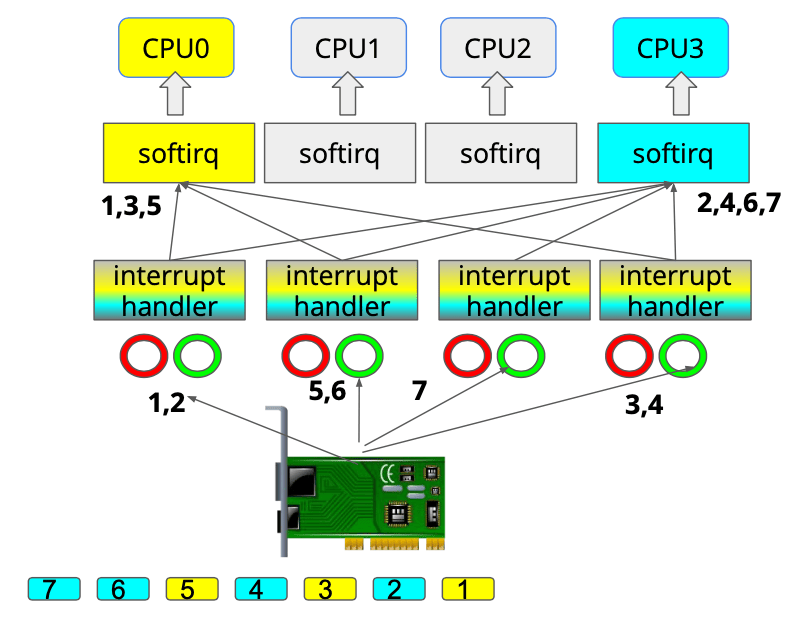 CPU0 CPU1 CPU2 CPU3
softirq softirq softirq softirq
1,3,5 2,4,6,7
interrupt interrupt interrupt interrupt
handler handler handler handler
1,2 5,6 7 3,4
CE
7 6 5 4 3 2 1